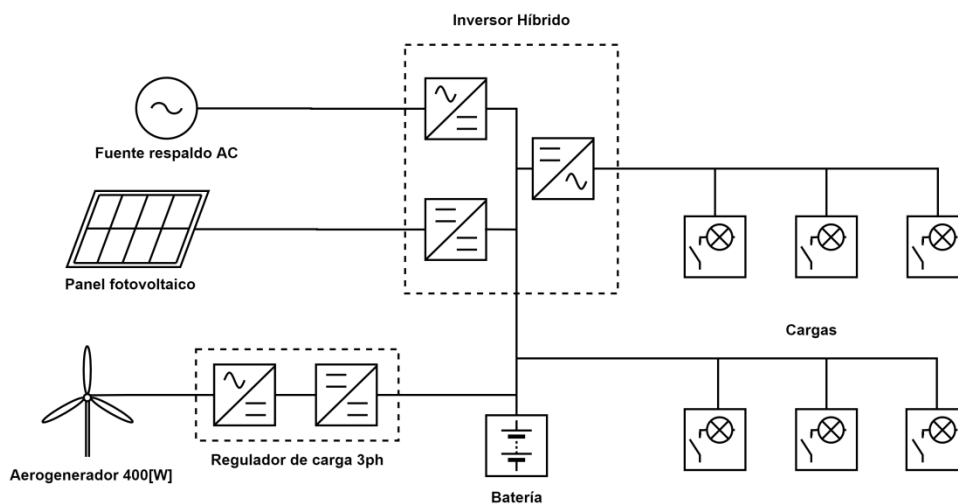 Inversor Híbrido
Fuente respaldo AC
Panel fotovoltaico
Cargas
Regulador de carga 3ph
Aerogenerador 400[W]
Batería